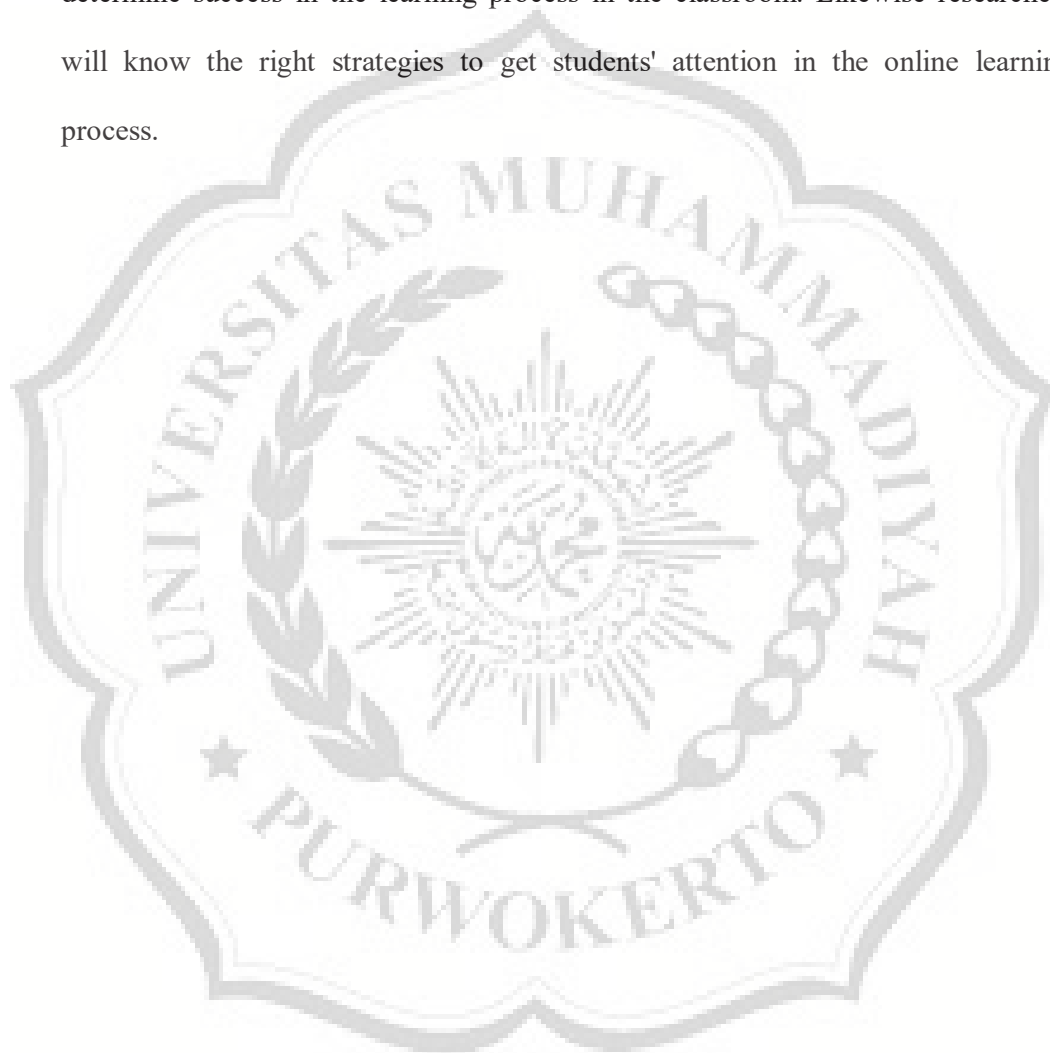 determine success in the learning process in the classroom. Likewise
will know the right strategies to get students' attention in the online
process.
UNIVERSITAS MUHAMMADIYAH
PURWOKERTO